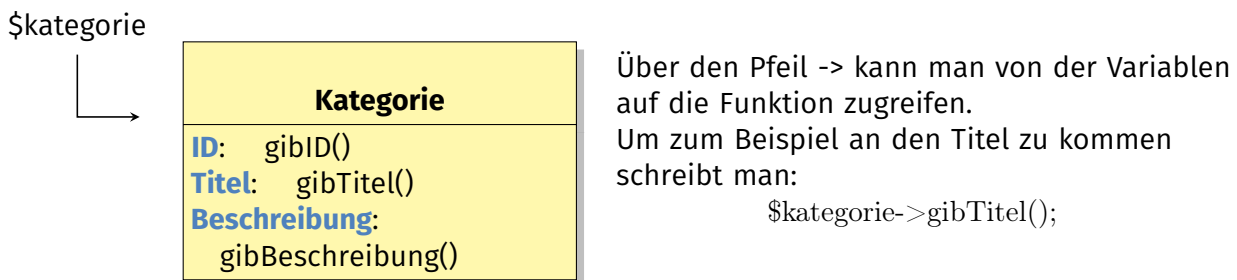 $kategorie
Kategorie
ID: gibID()
Titel: gibTitel()
Beschreibung:
gibBeschreibung()
Über den Pfeil -> kann man von der Variablen
auf die Funktion zugreifen.
Um zum Beispiel an den Titel zu kommen
schreibt man:
$kategorie->gibTitel();